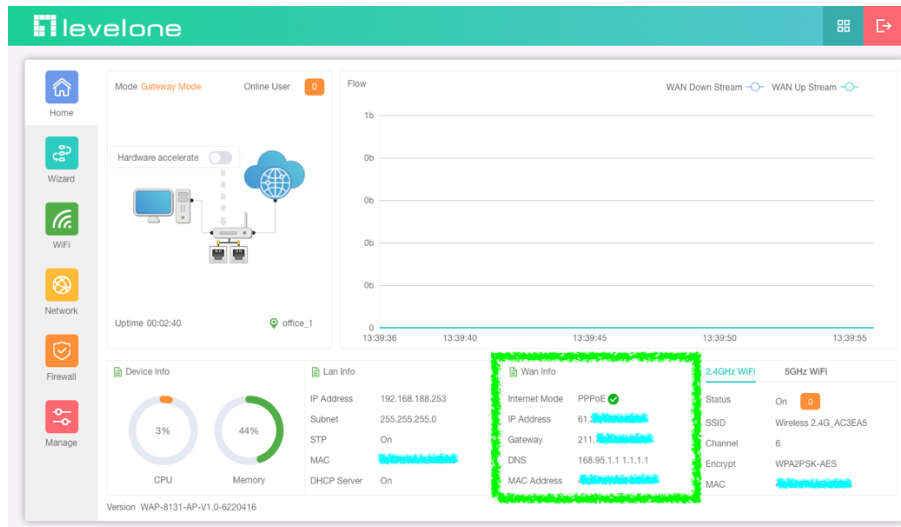 levelone
Home
Wizard
WiFi
Network
Firewall
Manage
Mode Gateway Mode
Online User 0
Hardware accelerate
Uptime 00:02:40
office_1
Flow
WAN Down Stream
WAN Up Stream
1b
0b
0b
0b
0b
0
13:39:36
13:39:40
13:39:45
13:39:50
13:39:55
Device Info
3%
44%
CPU
Memory
Lan Info
IP Address 192.168.188.253
Subnet 255.255.255.0
STP On
MAC
DHCP Server On
Wan Info
Internet Mode PPPoE
IP Address 61.
Gateway 211.
DNS 168.95.1.1 1.1.1.1
MAC Address
2.4GHz WiFi
5GHz WiFi
Status On 0
SSID Wireless 2.4G_AC3EA5
Channel 6
Encrypt WPA2PSK-AES
MAC
Version WAP-8131-AP-V1.0-6220416